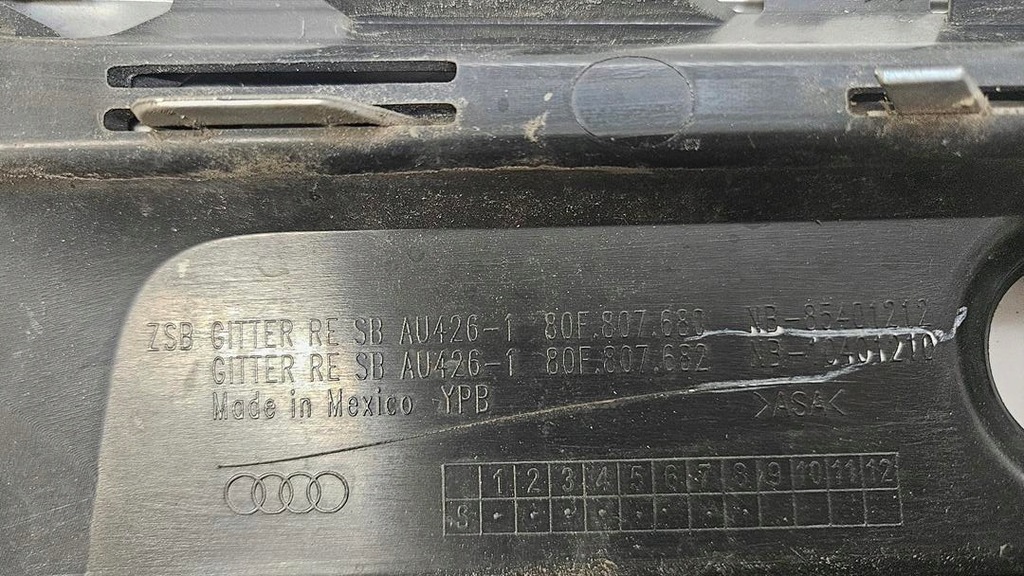 ZSB GITTER RE SB AU426-1 80F.807.680 NB-85401212
GITTER RE SB AU426-1 80F.807.682 401210
Made in Mexico YPB >ASA<
1 2 3 4 5 6 7 8 9 10 11 12